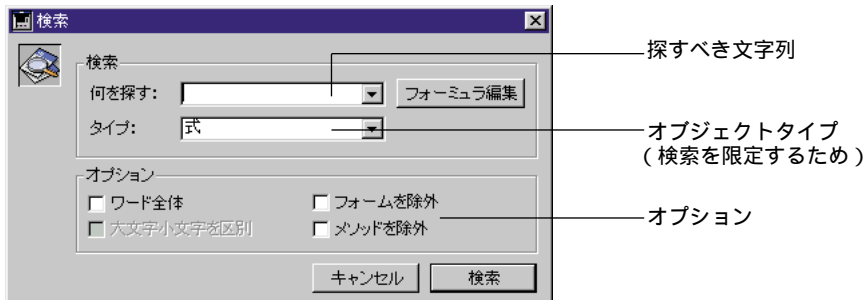 検索
検索
何を探す:
フォーミュラ編集
タイプ:
式
オプション
ワード全体
フォームを除外
大文字小文字を区別
メソッドを除外
キャンセル
検索
探すべき文字列
オブジェクトタイプ
(検索を限定するため)
オプション